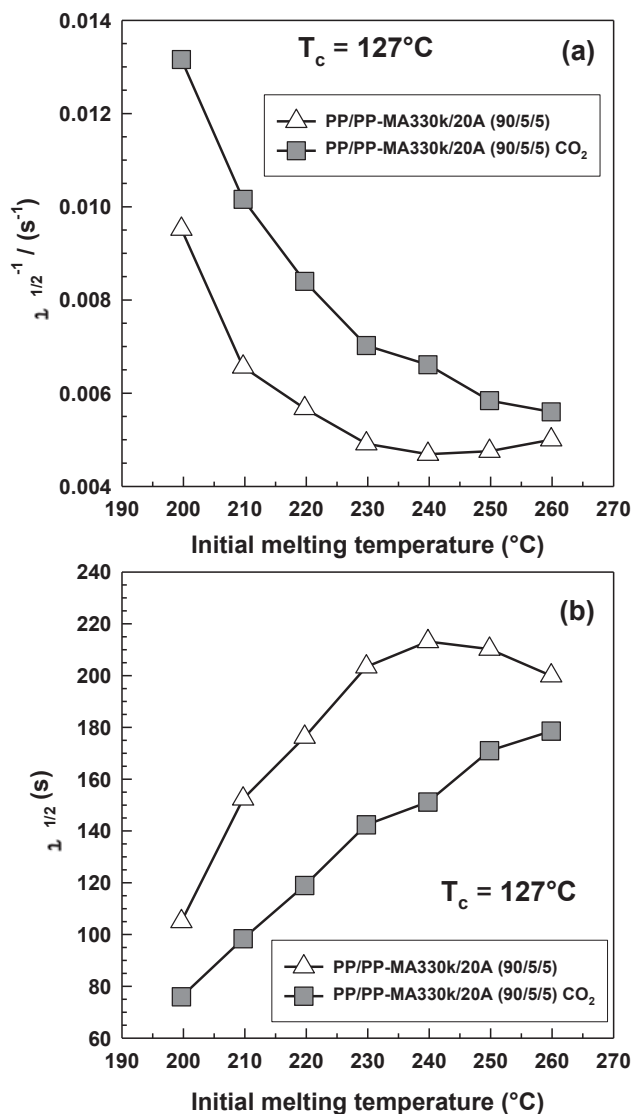 0.014
T_c = 127°C
(a)
PP/PP-MA330k/20A (90/5/5)
PP/PP-MA330k/20A (90/5/5) CO₂
0.013
0.010
0.008
0.006
0.004
τ 1/2⁻¹ / (s⁻¹)
190 200 210 220 230 240 250 260 270
Initial melting temperature (°C)
240
(b)
220
200
180
160
140
120
100
80
60
τ 1/2 (s)
T_c = 127°C
PP/PP-MA330k/20A (90/5/5)
PP/PP-MA330k/20A (90/5/5) CO₂
190 200 210 220 230 240 250 260 270
Initial melting temperature (°C)